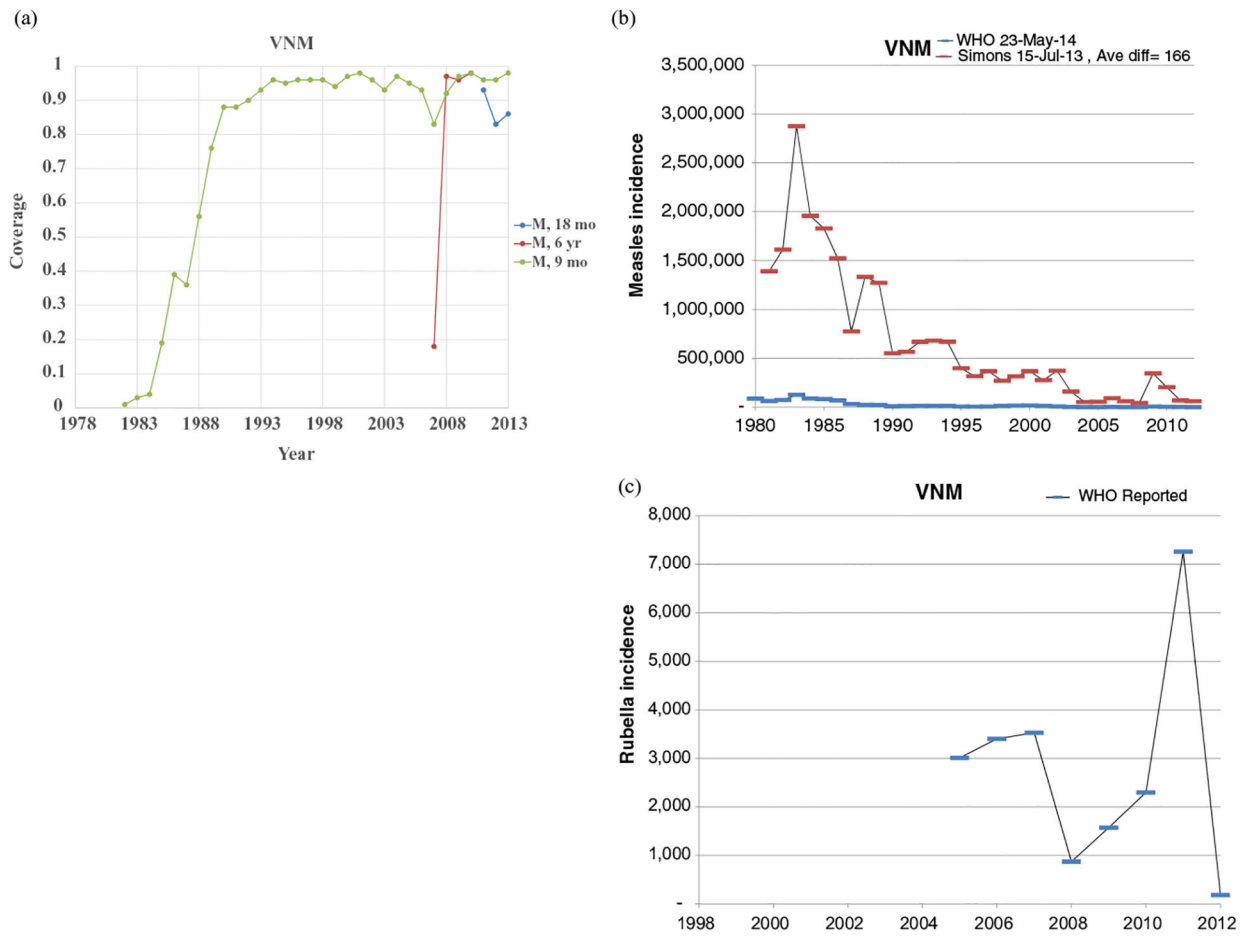 (a)
VNM
1
0.9
0.8
0.7
0.6
0.5
0.4
0.3
0.2
0.1
0
Coverage
1978 1983 1988 1993 1998 2003 2008 2013
Year
M, 18 mo
M, 6 yr
M, 9 mo
(b)
VNM
WHO 23-May-14
Simons 15-Jul-13 , Ave diff= 166
3,500,000
3,000,000
2,500,000
2,000,000
1,500,000
1,000,000
500,000
-
Measles incidence
1980 1985 1990 1995 2000 2005 2010
(c)
VNM
WHO Reported
8,000
7,000
6,000
5,000
4,000
3,000
2,000
1,000
-
Rubella incidence
1998 2000 2002 2004 2006 2008 2010 2012